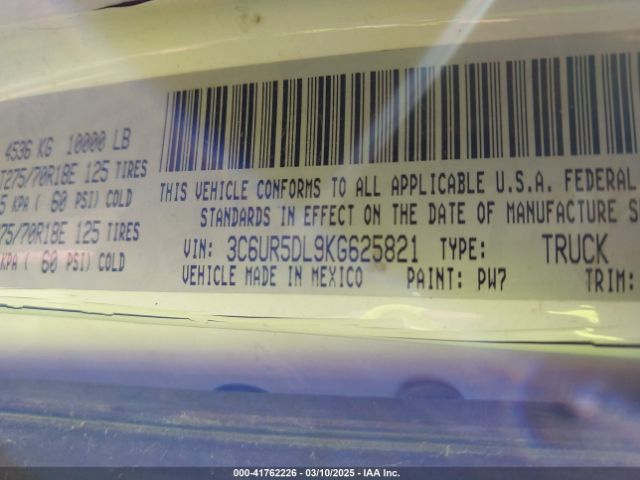 4536 KG 10000 LB
T275/70R18E 125 TIRES
5 KPA ( 60 PSI) COLD
75/70R18E 125 TIRES
KPA ( 60 PSI) COLD
THIS VEHICLE CONFORMS TO ALL APPLICABLE U.S.A. FEDERAL
STANDARDS IN EFFECT ON THE DATE OF MANUFACTURE S
VIN: 3C6UR5DL9KG625821 TYPE: TRUCK
VEHICLE MADE IN MEXICO PAINT: PW7 TRIM:
000-41762226 - 03/10/2025 - IAA Inc.